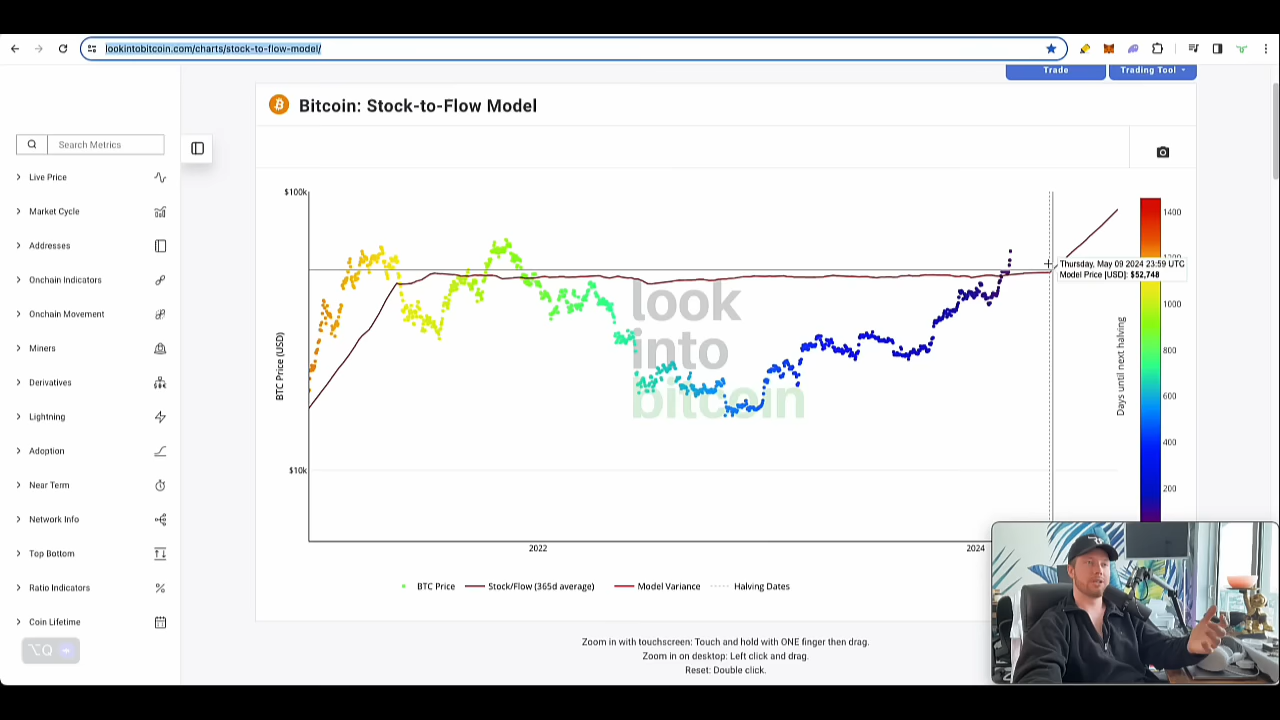 lookintobitcoin.com/charts/stock-to-flow-model/
Trade
Trading Tool
Bitcoin: Stock-to-Flow Model
Search Metrics
Live Price
Market Cycle
Addresses
Onchain Indicators
Onchain Movement
Miners
Derivatives
Lightning
Adoption
Near Term
Network Info
Top Bottom
Ratio Indicators
Coin Lifetime
⌥Q
$100k
$10k
BTC Price (USD)
look
into
bitcoin
Thursday, May 09 2024 23:59 UTC
Model Price [USD]: $52,748
2022
2024
1400
1200
1000
800
600
400
200
Days until next halving
BTC Price
Stock/Flow (365d average)
Model Variance
Halving Dates
Zoom in with touchscreen: Touch and hold with ONE finger then drag.
Zoom in on desktop: Left click and drag.
Reset: Double click.